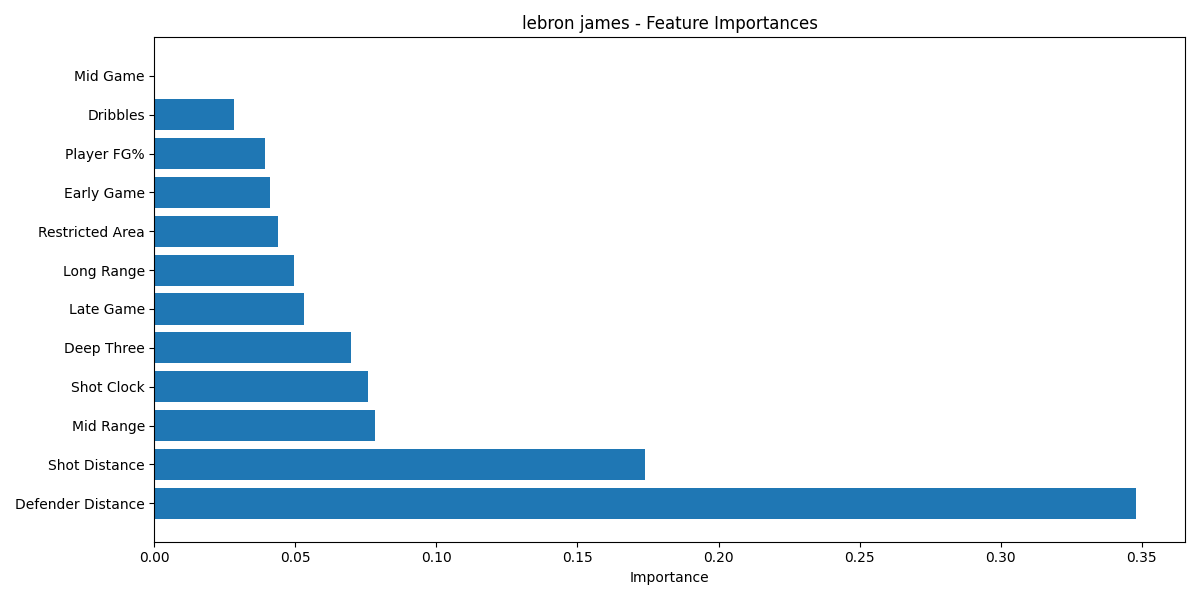 lebron james - Feature Importances
Mid Game
Dribbles
Player FG%
Early Game
Restricted Area
Long Range
Late Game
Deep Three
Shot Clock
Mid Range
Shot Distance
Defender Distance
0.00 0.05 0.10 0.15 0.20 0.25 0.30 0.35
Importance